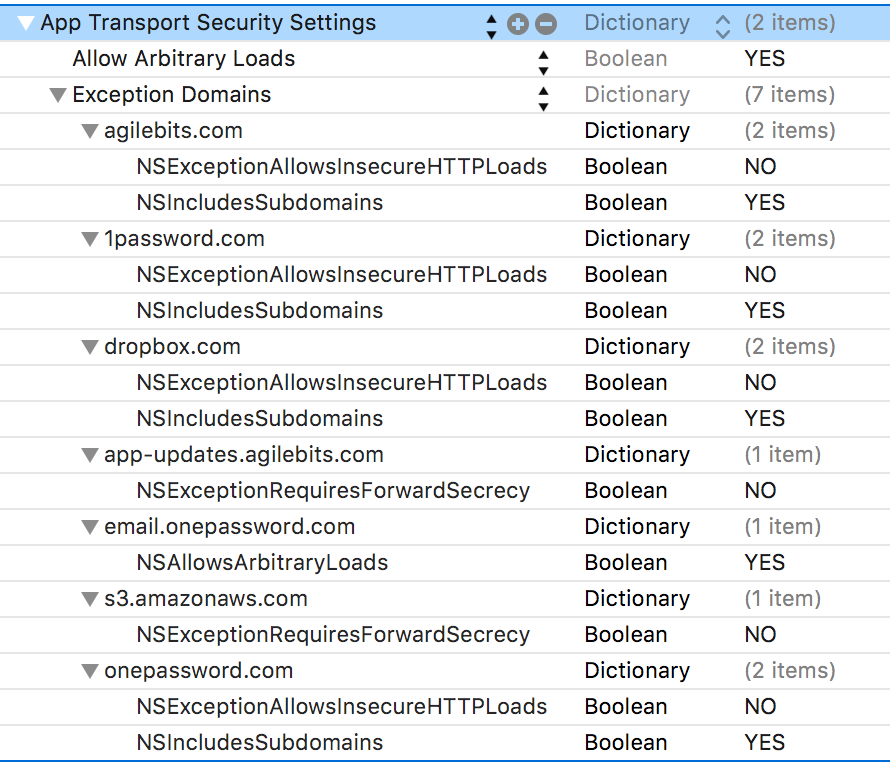 App Transport Security Settings Dictionary (2 items)
Allow Arbitrary Loads Boolean YES
Exception Domains Dictionary (7 items)
agilebits.com Dictionary (2 items)
NSExceptionAllowsInsecureHTTPLoads Boolean NO
NSIncludesSubdomains Boolean YES
1password.com Dictionary (2 items)
NSExceptionAllowsInsecureHTTPLoads Boolean NO
NSIncludesSubdomains Boolean YES
dropbox.com Dictionary (2 items)
NSExceptionAllowsInsecureHTTPLoads Boolean NO
NSIncludesSubdomains Boolean YES
app-updates.agilebits.com Dictionary (1 item)
NSExceptionRequiresForwardSecrecy Boolean NO
email.onepassword.com Dictionary (1 item)
NSAllowsArbitraryLoads Boolean YES
s3.amazonaws.com Dictionary (1 item)
NSExceptionRequiresForwardSecrecy Boolean NO
onepassword.com Dictionary (2 items)
NSExceptionAllowsInsecureHTTPLoads Boolean NO
NSIncludesSubdomains Boolean YES